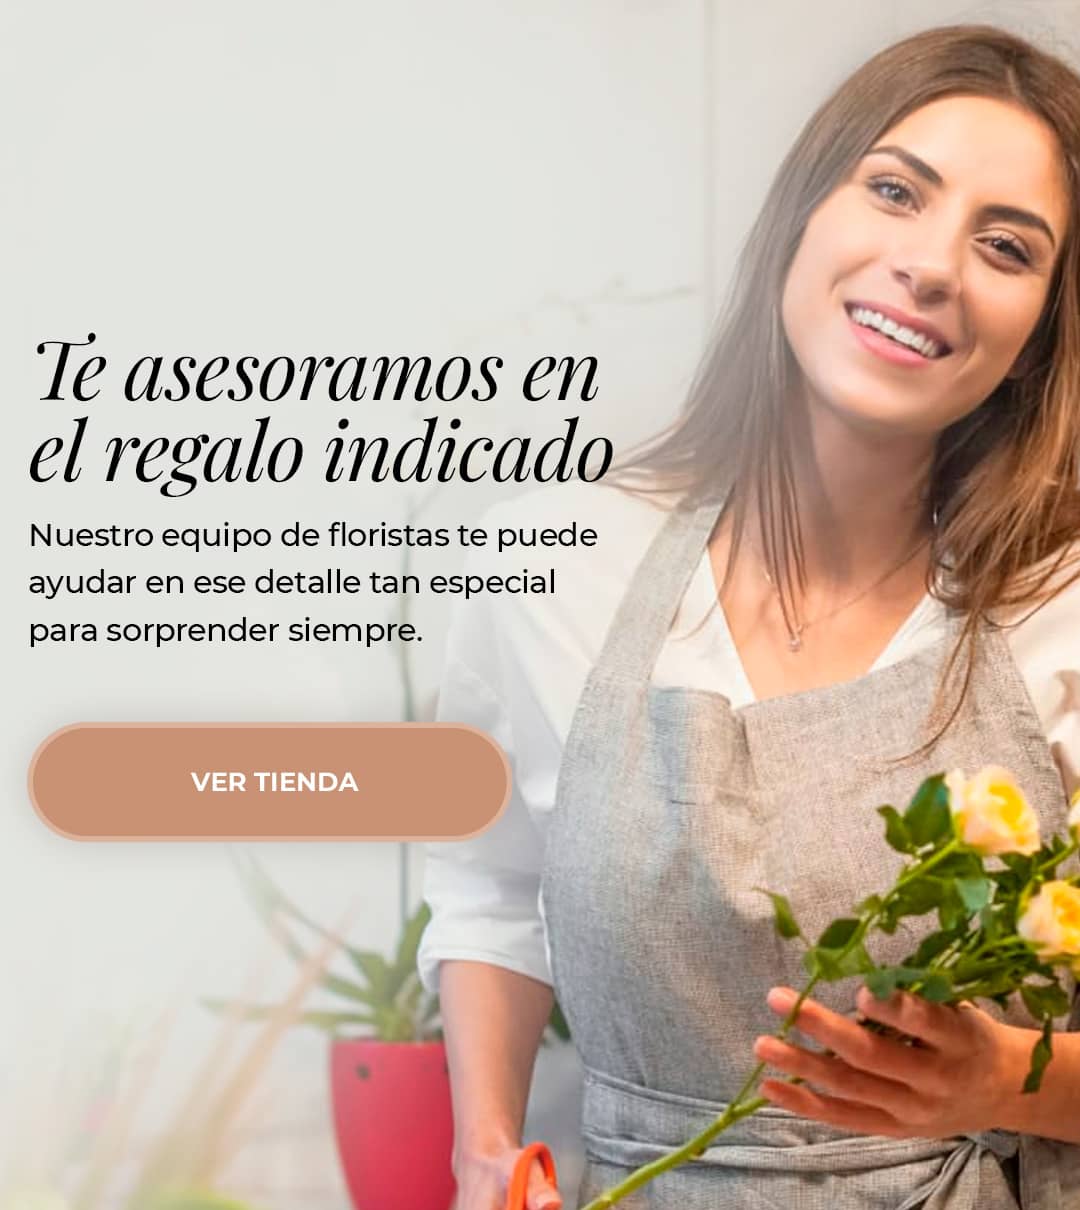 Te asesoramos en
el regalo indicado
Nuestro equipo de floristas te puede
ayudar en ese detalle tan especial
para sorprender siempre.
VER TIENDA